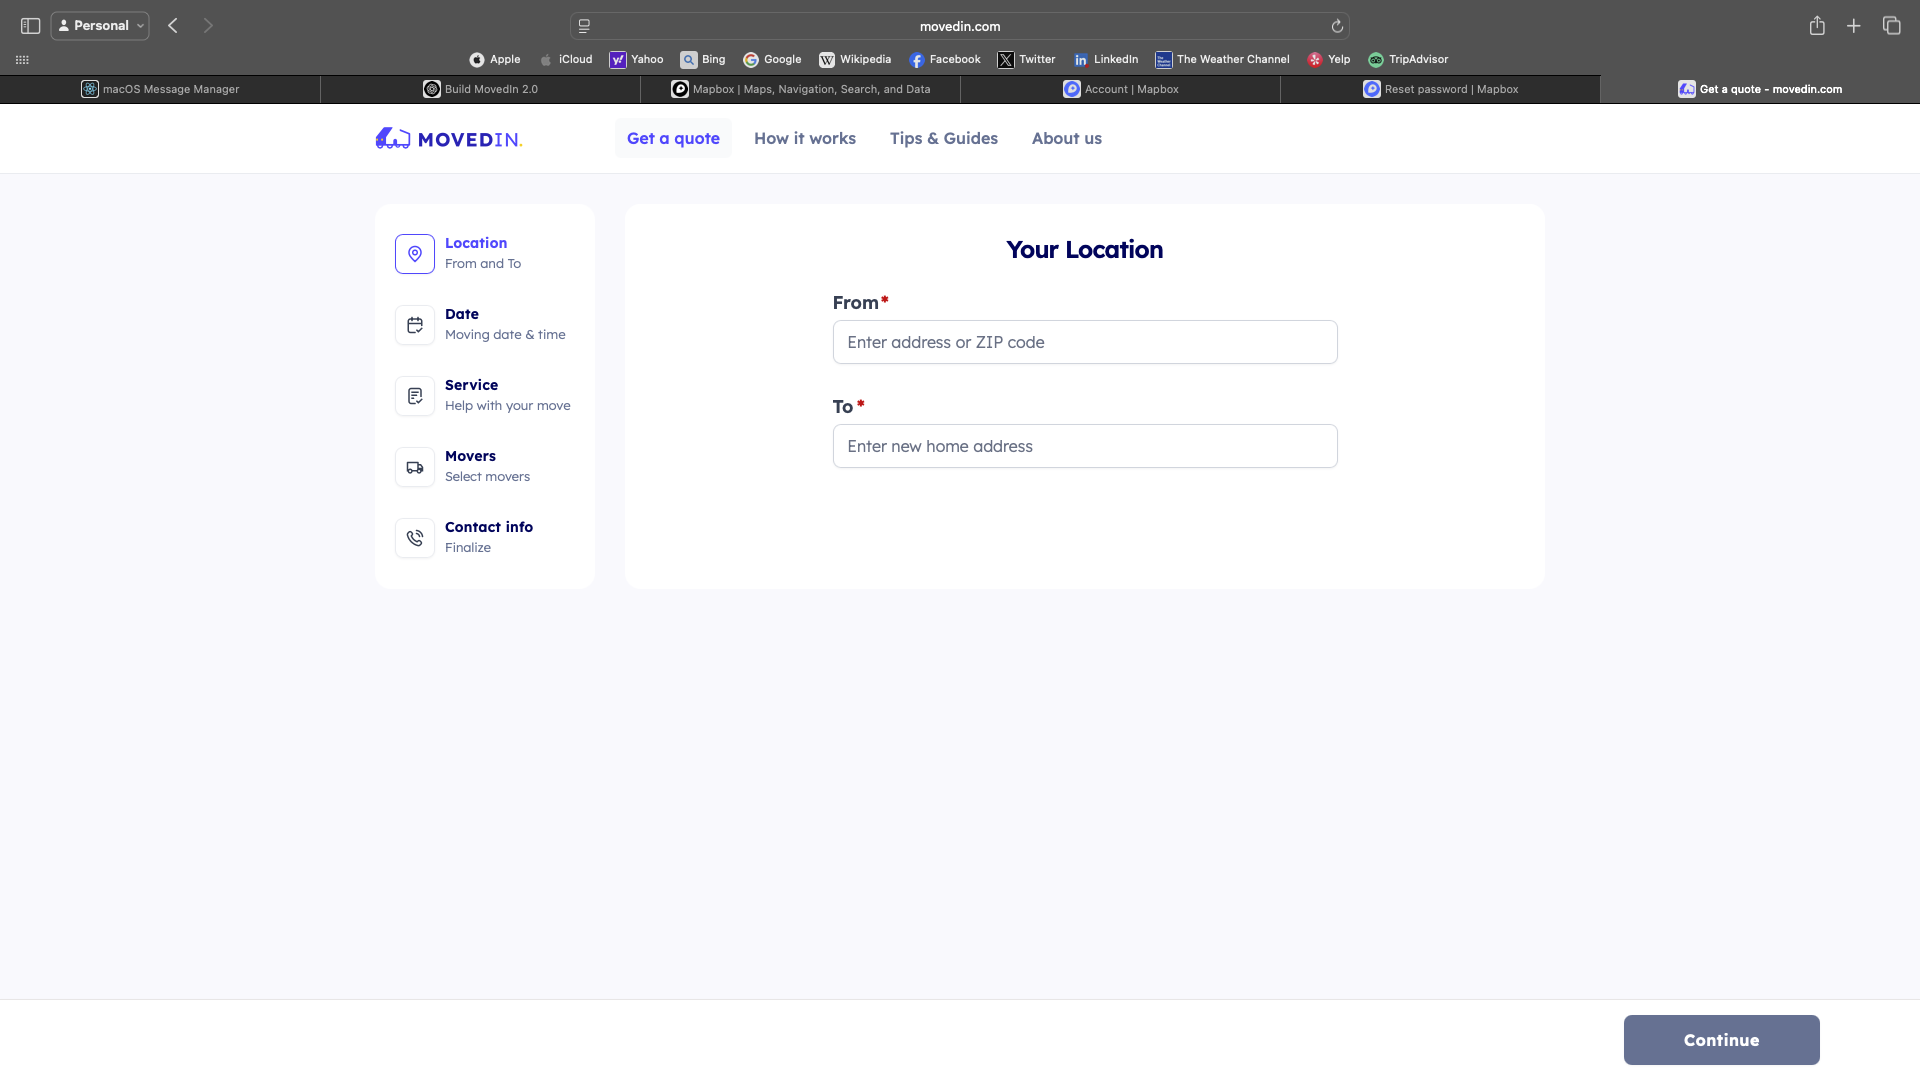 Personal
movedin.com
Apple
iCloud
Yahoo
Bing
Google
Wikipedia
Facebook
Twitter
LinkedIn
The Weather Channel
Yelp
TripAdvisor
macOS Message Manager
Build MovedIn 2.0
Mapbox | Maps, Navigation, Search, and Data
Account | Mapbox
Reset password | Mapbox
Get a quote - movedin.com
MOVEDIN.
Get a quote
How it works
Tips & Guides
About us
Location
From and To
Date
Moving date & time
Service
Help with your move
Movers
Select movers
Contact info
Finalize
Your Location
From*
Enter address or ZIP code
To *
Enter new home address
Continue